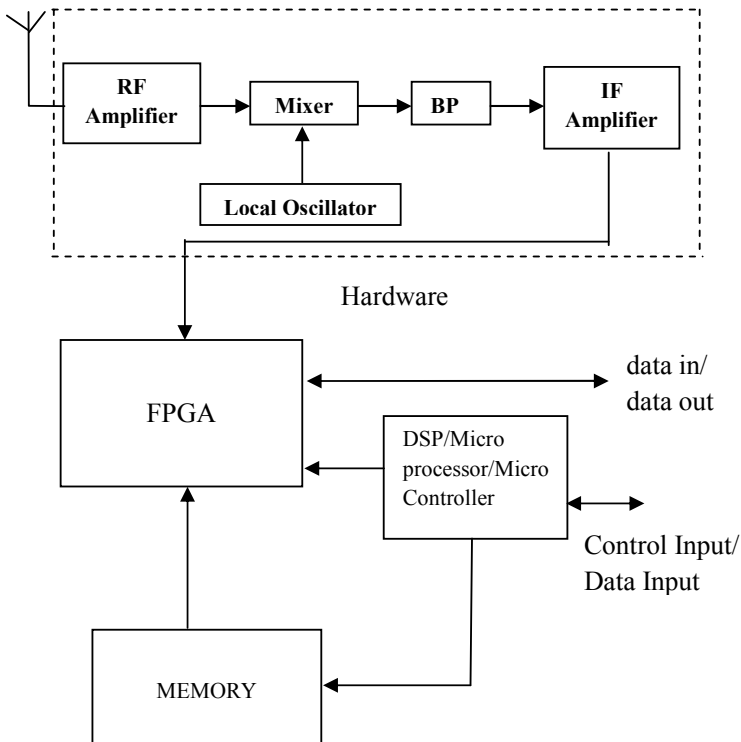 RF
Amplifier
Mixer
BP
IF
Amplifier
Local Oscillator
Hardware
FPGA
data in/
data out
DSP/Micro
processor/Micro
Controller
Control Input/
Data Input
MEMORY